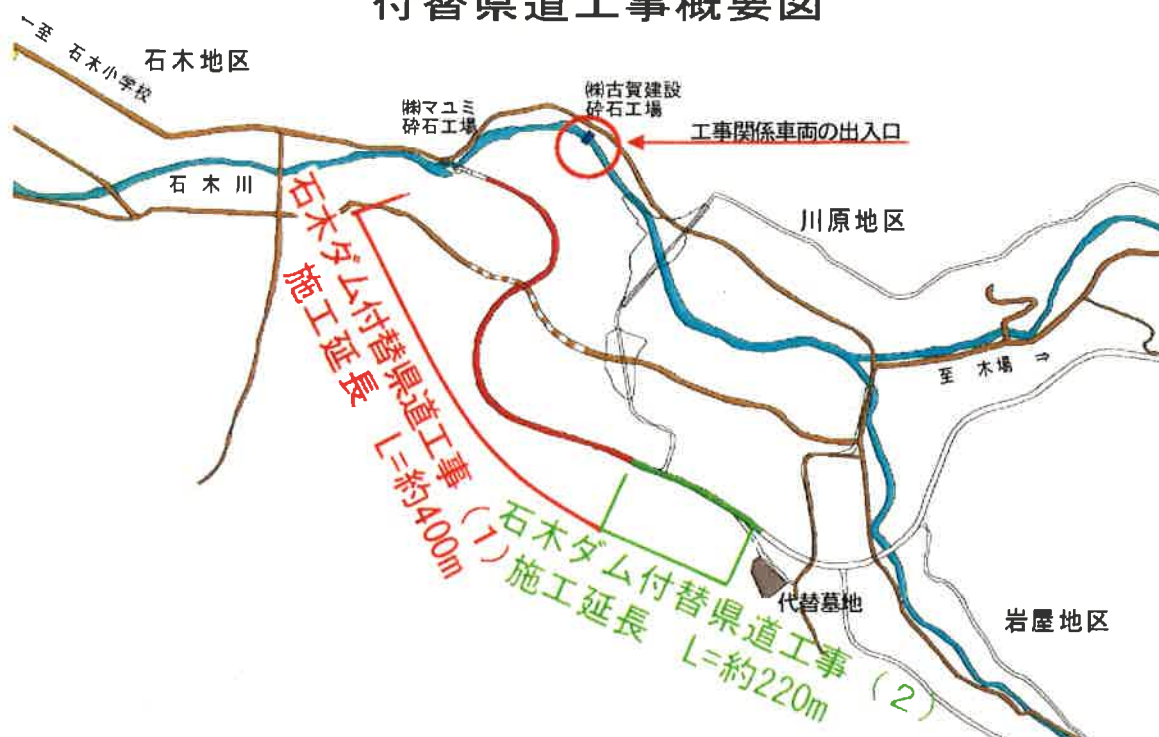 付替県道工事概要図
←至 石木小学校
石木地区
㈱マユミ
砕石工場
㈱古賀建設
砕石工場
工事関係車両の出入口
石木川
川原地区
至 木場 ⇒
石木ダム付替県道工事（1）
施工延長 L=約400m
石木ダム付替県道工事（2）
施工延長 L=約220m
代替墓地
岩屋地区